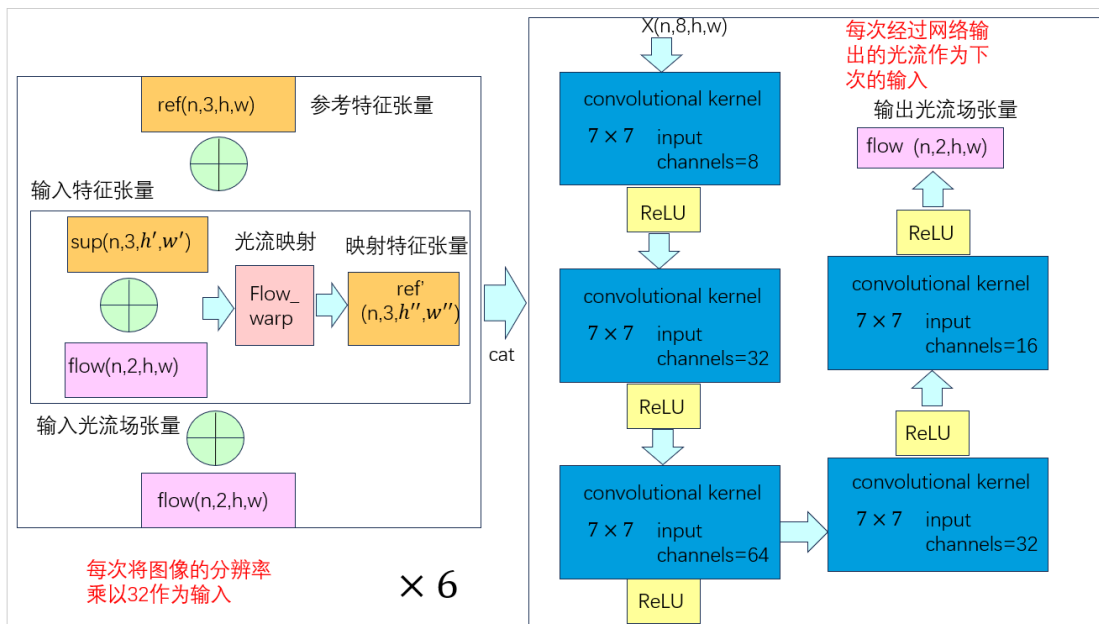 ref(n,3,h,w)
参考特征张量
输入特征张量
sup(n,3,h′,w′)
光流映射
映射特征张量
Flow_
warp
ref'
(n,3,h′′,w′′)
flow(n,2,h,w)
输入光流场张量
flow(n,2,h,w)
每次将图像的分辨率
乘以32作为输入
× 6
cat
X(n,8,h,w)
convolutional kernel
7 × 7 input
channels=8
ReLU
convolutional kernel
7 × 7 input
channels=32
ReLU
convolutional kernel
7 × 7 input
channels=64
ReLU
每次经过网络输
出的光流作为下
次的输入
输出光流场张量
flow (n,2,h,w)
ReLU
convolutional kernel
7 × 7 input
channels=16
ReLU
convolutional kernel
7 × 7 input
channels=32